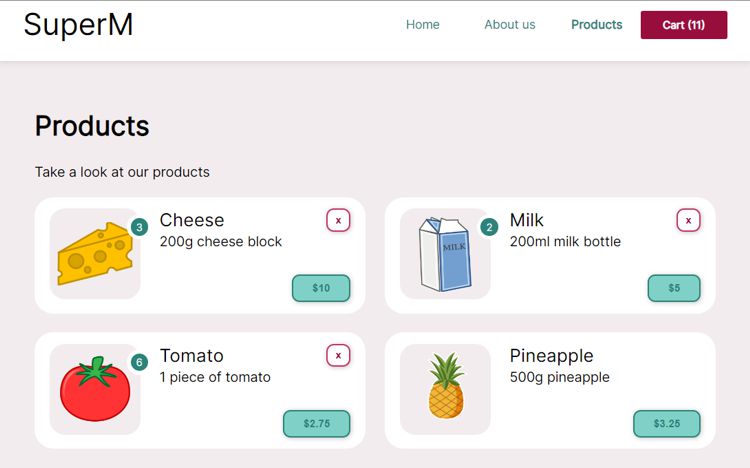 SuperM
Home About us Products Cart (11)
Products
Take a look at our products
3 Cheese x
200g cheese block
$10
2 Milk x
MILK
200ml milk bottle
$5
6 Tomato x
1 piece of tomato
$2.75
Pineapple
500g pineapple
$3.25